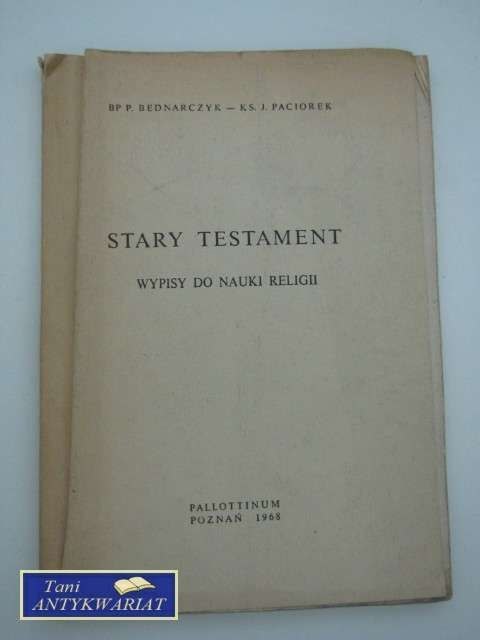 BP P. BEDNARCZYK — KS. J. PACIOREK
STARY TESTAMENT
WYPISY DO NAUKI RELIGII
PALLOTTINUM
POZNAŃ 1968
Tani
ANTYKWARIAT